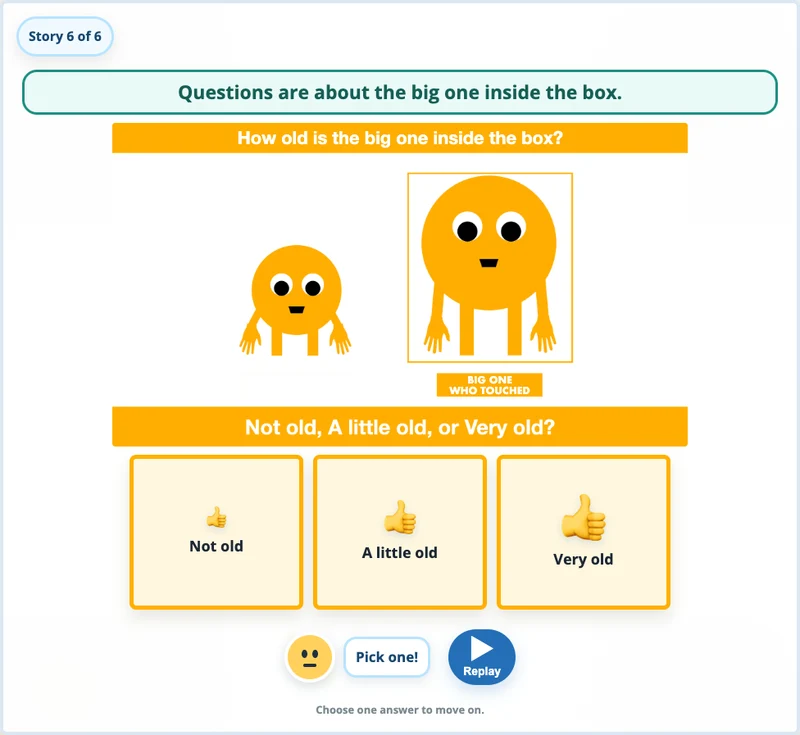 Story 6 of 6
Questions are about the big one inside the box.
How old is the big one inside the box?
BIG ONE
WHO TOUCHED
Not old, A little old, or Very old?
Not old
A little old
Very old
Pick one!
Replay
Choose one answer to move on.